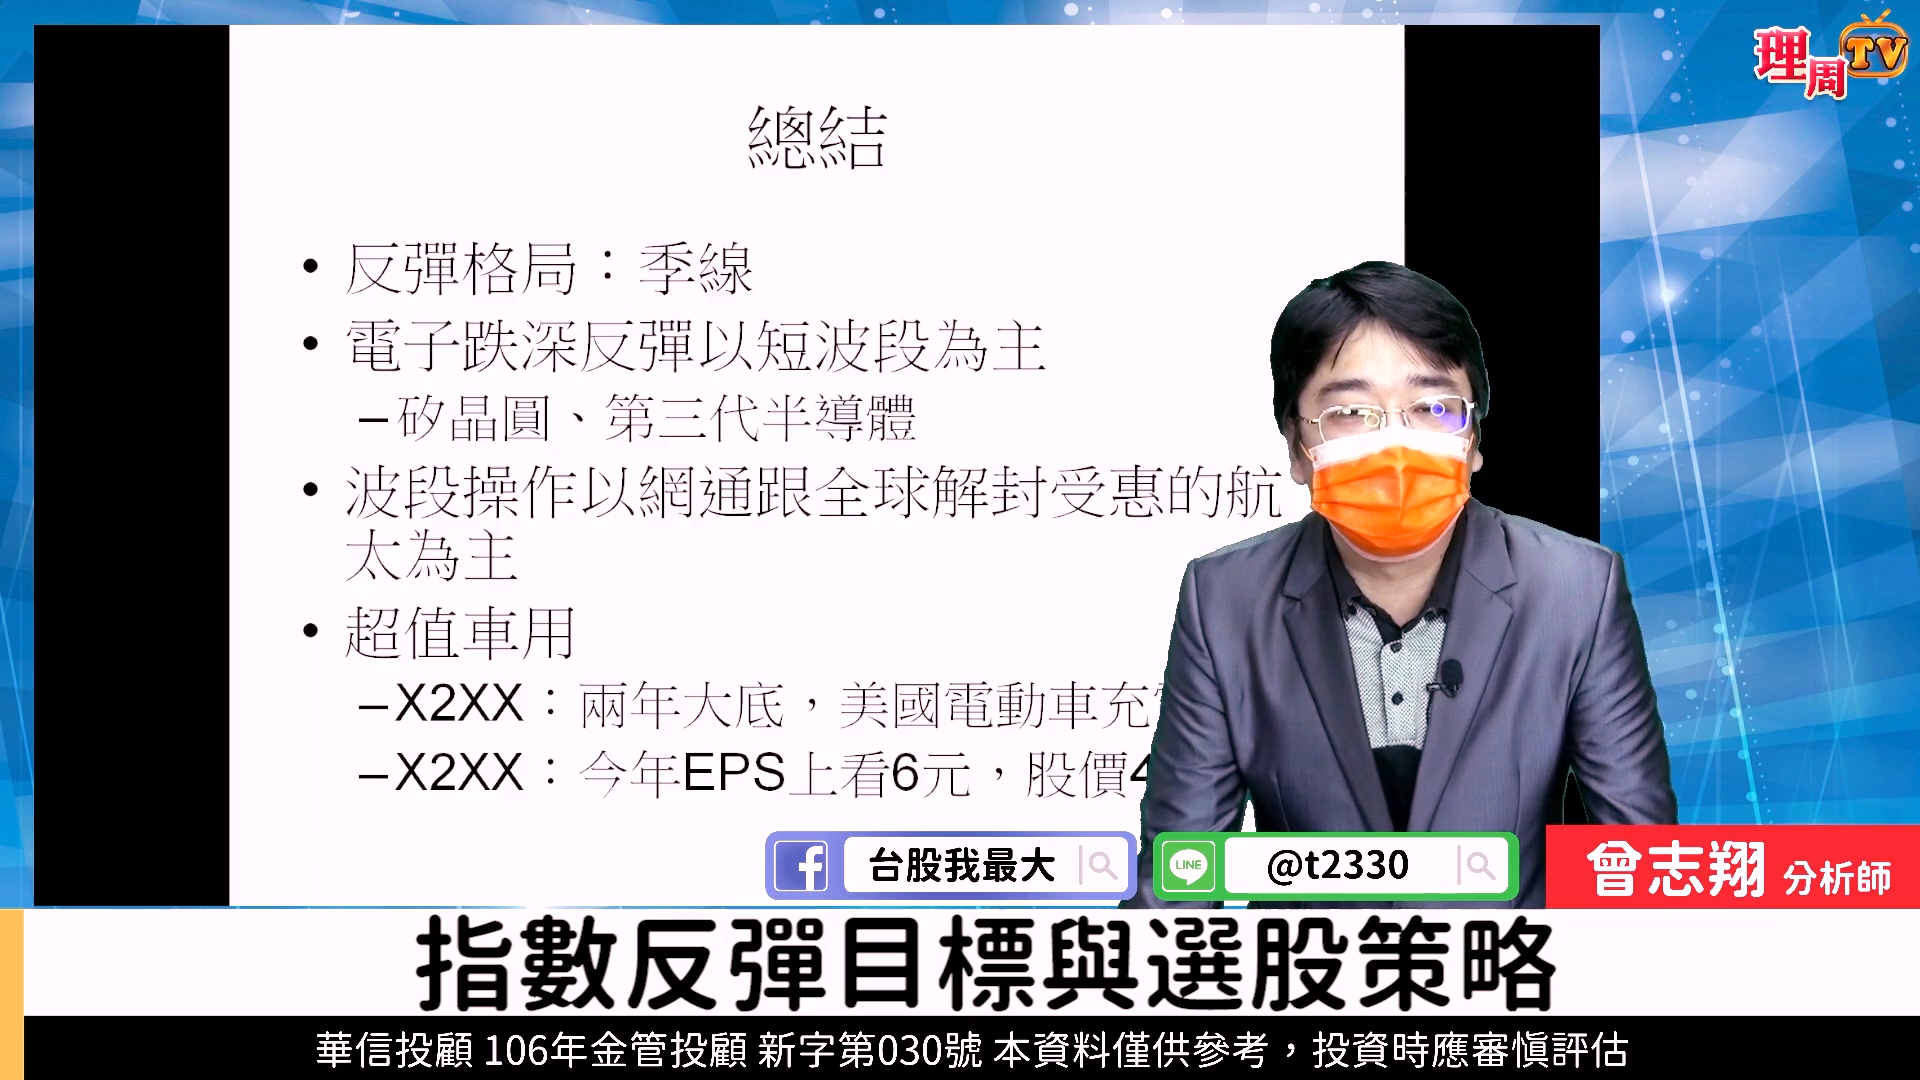 理周TV
總結
• 反彈格局：季線
• 電子跌深反彈以短波段為主
–矽晶圓、第三代半導體
• 波段操作以網通跟全球解封受惠的航
太為主
• 超值車用
–X2XX：兩年大底，美國電動車充
–X2XX：今年EPS上看6元，股價4
台股我最大
LINE
@t2330
曾志翔 分析師
指數反彈目標與選股策略
華信投顧 106年金管投顧 新字第030號 本資料僅供參考，投資時應審慎評估